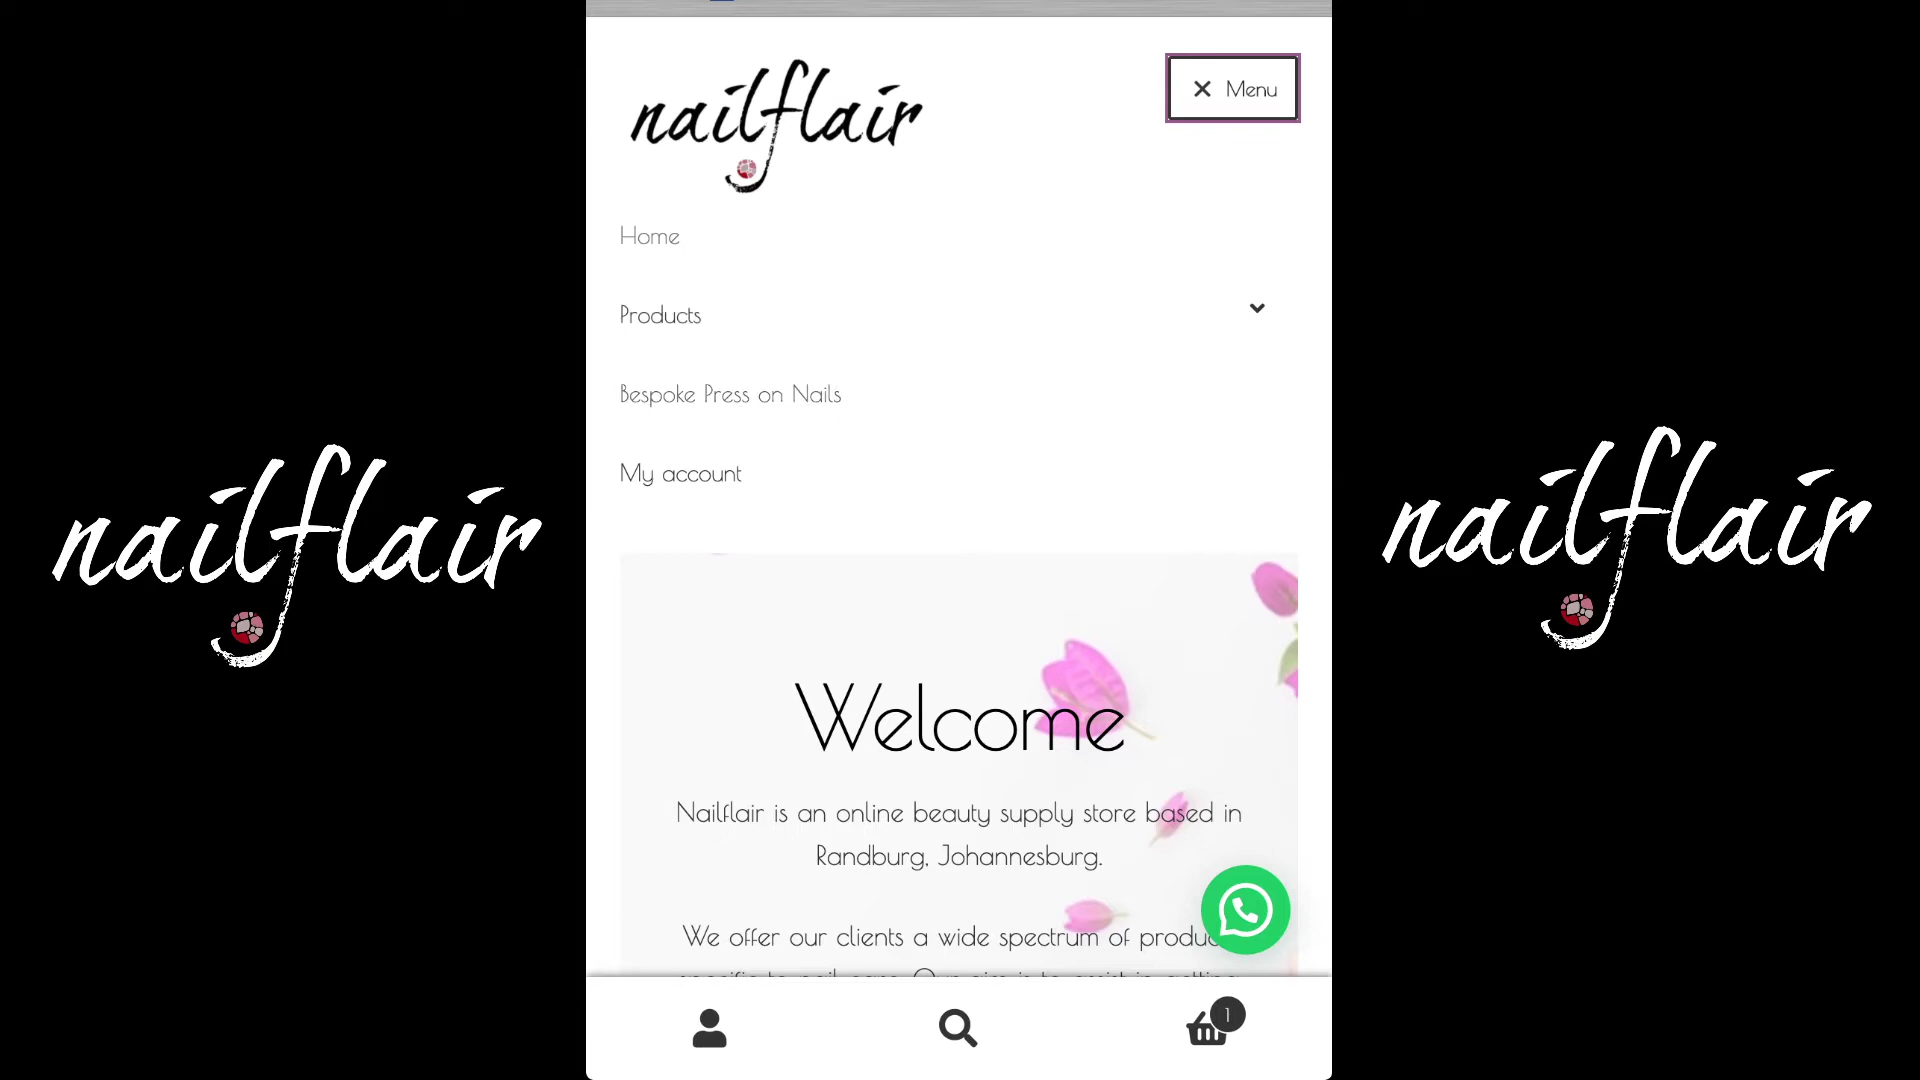 nailflair
Menu
Home
Products
Bespoke Press on Nails
My account
nailflair
nailflair
Welcome
Nailflair is an online beauty supply store based in
Randburg, Johannesburg.
We offer our clients a wide spectrum of
1